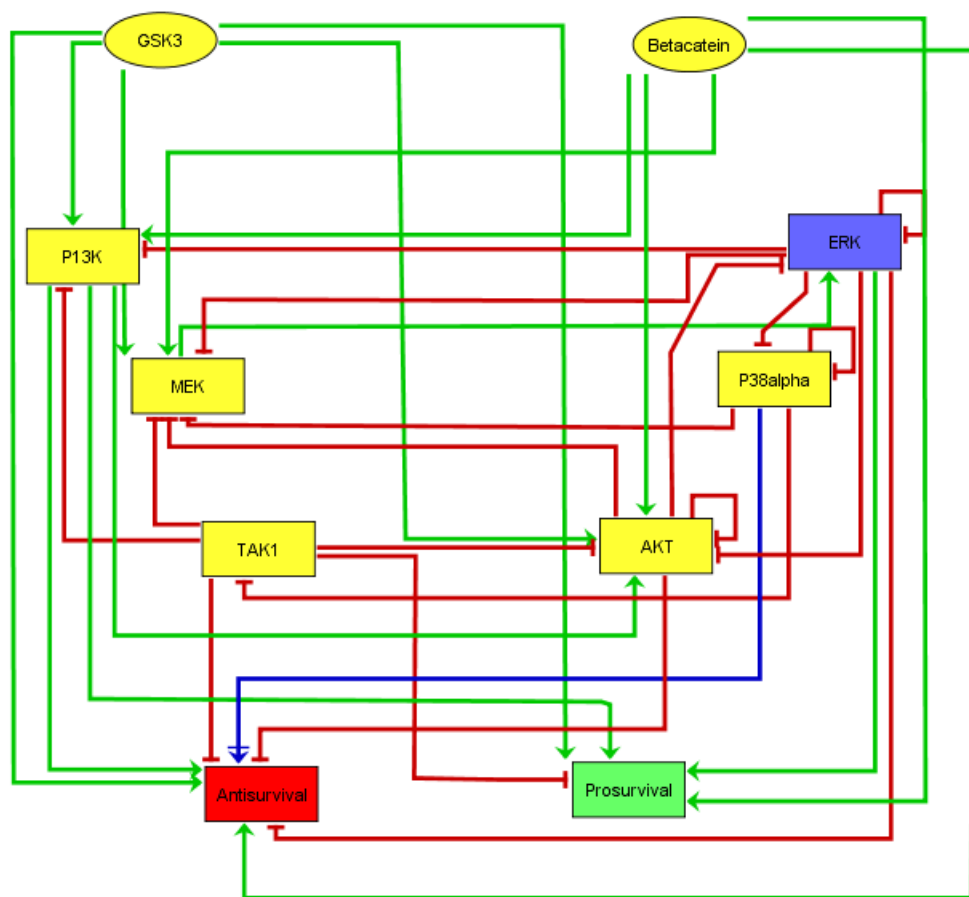 GSK3
Betacatein
P13K
ERK
MEK
P38alpha
TAK1
AKT
Antisurvival
Prosurvival